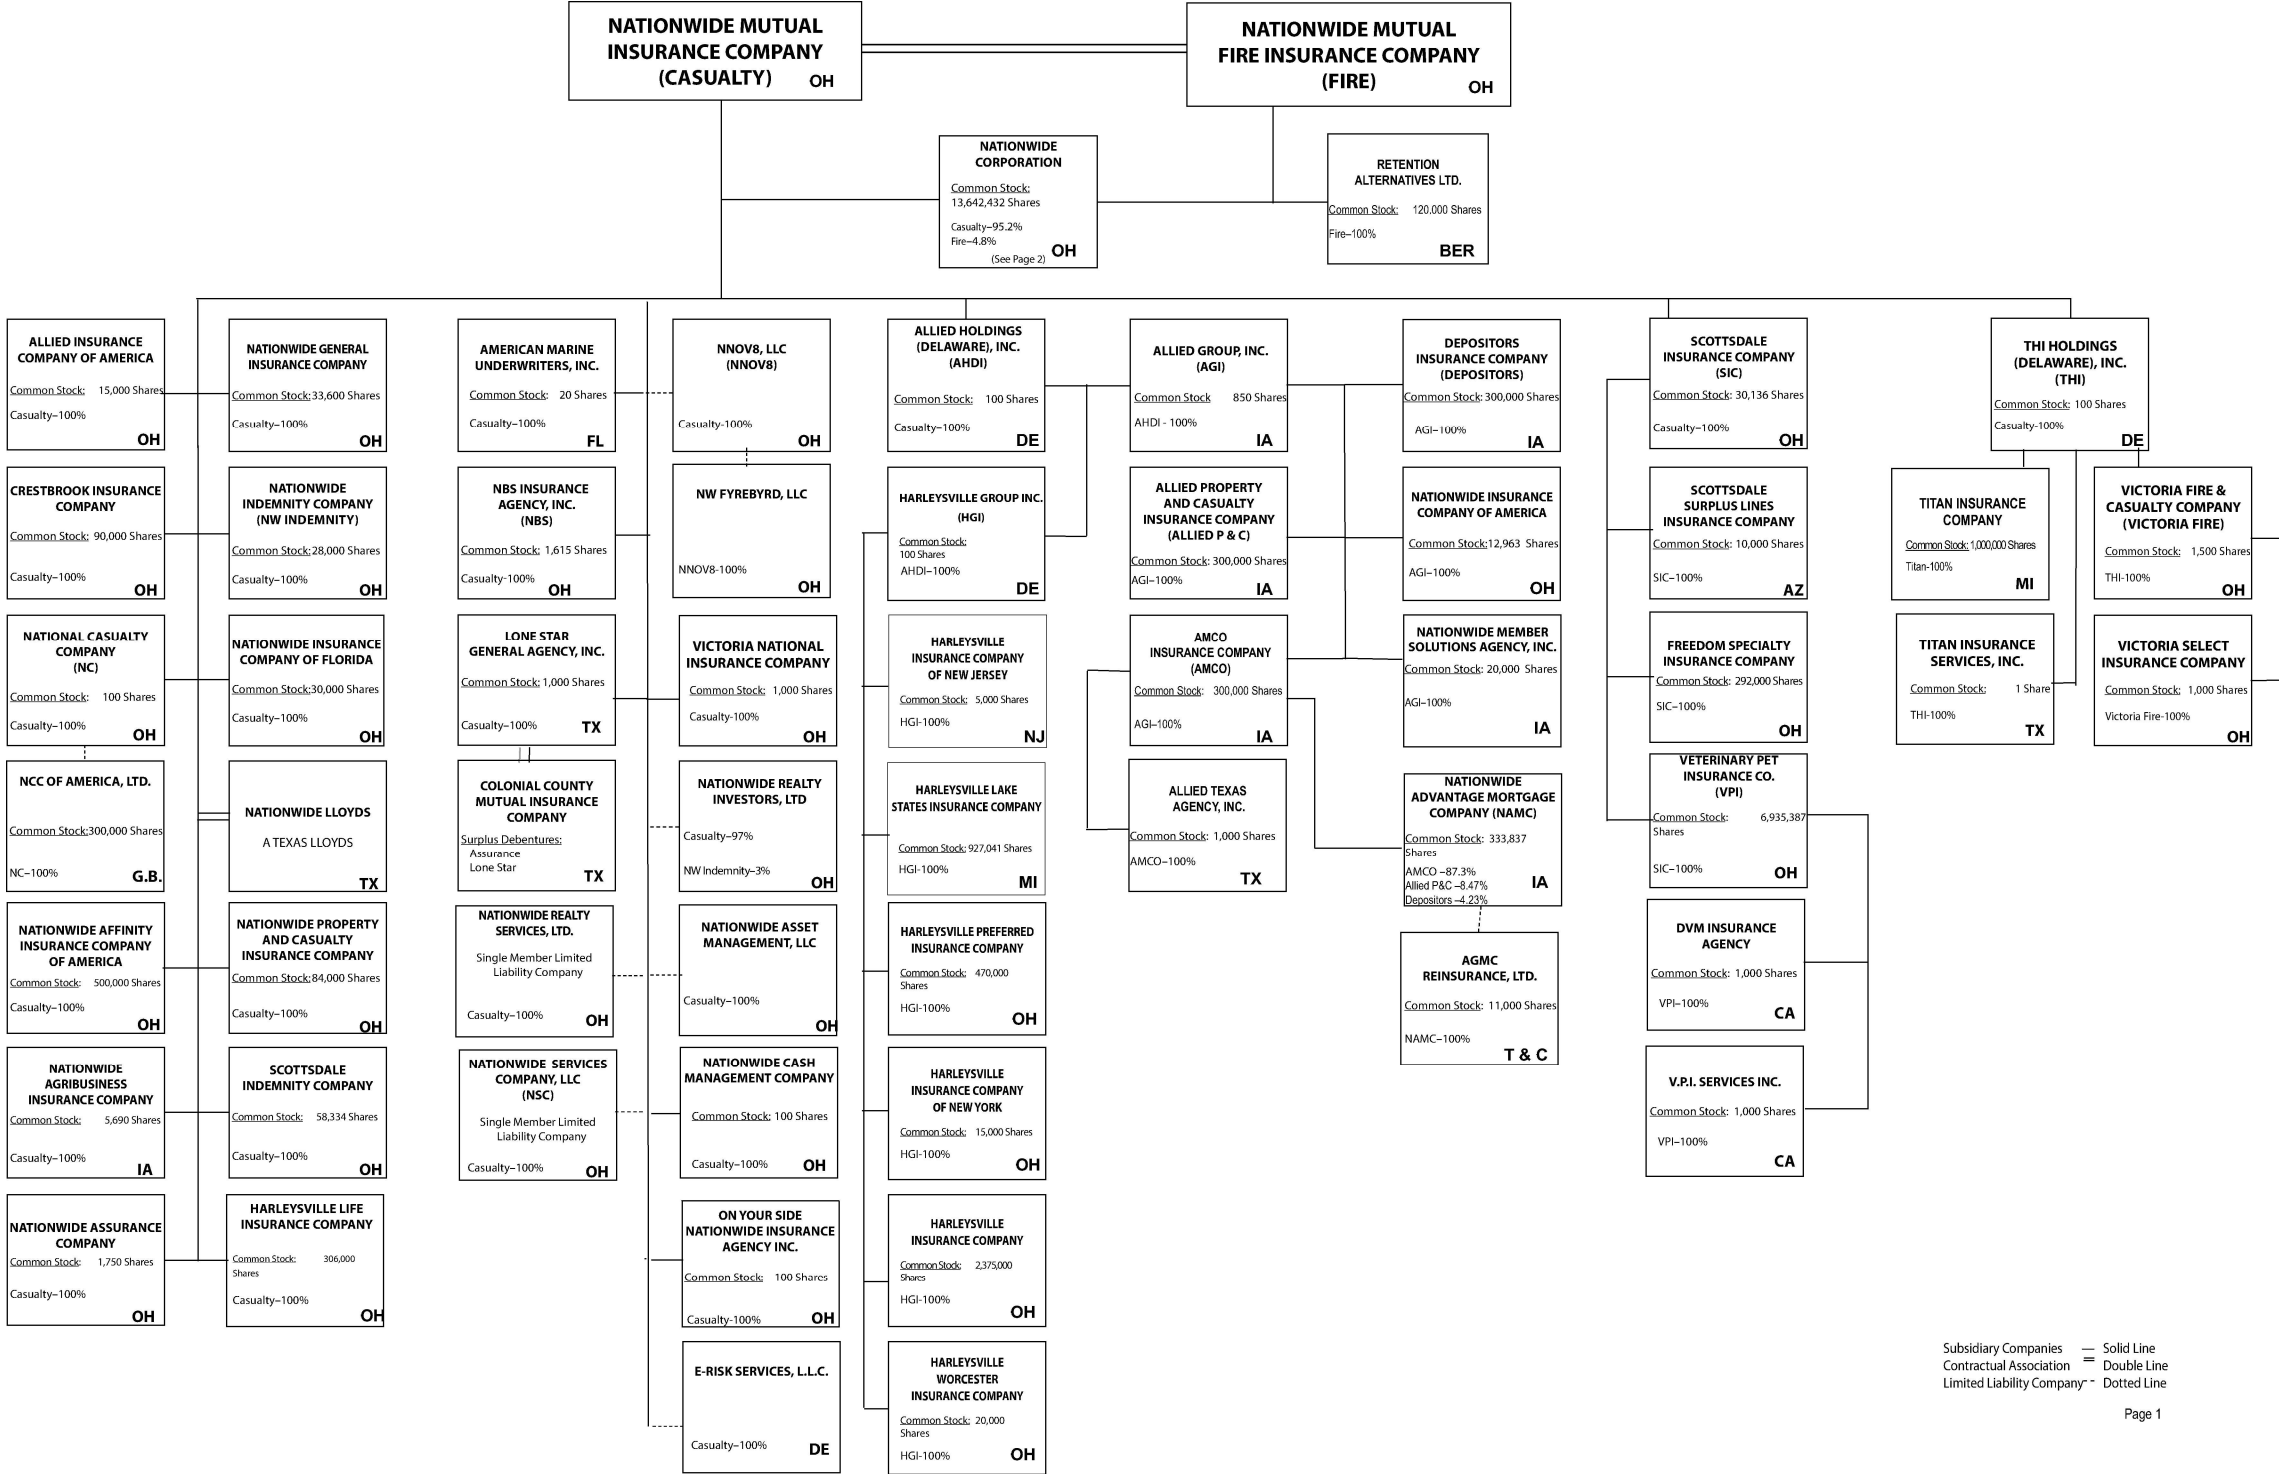 NATIONWIDE MUTUAL
INSURANCE COMPANY
(CASUALTY) OH
NATIONWIDE MUTUAL
FIRE INSURANCE COMPANY
(FIRE)
OH
NATIONWIDE
CORPORATION
Common Stock:
13,642,432 Shares
Casualty–95.2%
Fire–4.8%
(See Page 2) OH
RETENTION
ALTERNATIVES LTD.
Common Stock: 120,000 Shares
Fire–100%
BER
ALLIED INSURANCE
COMPANY OF AMERICA
Common Stock: 15,000 Shares
Casualty–100%
OH
CRESTBROOK INSURANCE
COMPANY
Common Stock: 90,000 Shares
Casualty–100%
OH
NATIONAL CASUALTY
COMPANY
(NC)
Common Stock: 100 Shares
Casualty–100%
OH
NCC OF AMERICA, LTD.
Common Stock:300,000 Shares
NC–100%
G.B.
NATIONWIDE AFFINITY
INSURANCE COMPANY
OF AMERICA
Common Stock: 500,000 Shares
Casualty–100%
OH
NATIONWIDE
AGRIBUSINESS
INSURANCE COMPANY
Common Stock: 5,690 Shares
Casualty–100%
IA
NATIONWIDE ASSURANCE
COMPANY
Common Stock: 1,750 Shares
Casualty–100%
OH
NATIONWIDE GENERAL
INSURANCE COMPANY
Common Stock: 33,600 Shares
Casualty–100%
OH
NATIONWIDE
INDEMNITY COMPANY
(NW INDEMNITY)
Common Stock:28,000 Shares
Casualty–100%
OH
NATIONWIDE INSURANCE
COMPANY OF FLORIDA
Common Stock:30,000 Shares
Casualty–100%
OH
NATIONWIDE LLOYDS
A TEXAS LLOYDS
TX
NATIONWIDE PROPERTY
AND CASUALTY
INSURANCE COMPANY
Common Stock:84,000 Shares
Casualty–100%
OH
SCOTTSDALE
INDEMNITY COMPANY
Common Stock: 58,334 Shares
Casualty–100%
OH
HARLEYSVILLE LIFE
INSURANCE COMPANY
Common Stock: 306,000
Shares
Casualty–100%
OH
AMERICAN MARINE
UNDERWRITERS, INC.
Common Stock: 20 Shares
Casualty–100%
FL
NBS INSURANCE
AGENCY, INC.
(NBS)
Common Stock: 1,615 Shares
Casualty-100%
OH
LONE STAR
GENERAL AGENCY, INC.
Common Stock: 1,000 Shares
Casualty–100%
TX
COLONIAL COUNTY
MUTUAL INSURANCE
COMPANY
Surplus Debentures:
Assurance
Lone Star
TX
NATIONWIDE REALTY
SERVICES, LTD.
Single Member Limited
Liability Company
Casualty–100%
OH
NATIONWIDE SERVICES
COMPANY, LLC
(NSC)
Single Member Limited
Liability Company
Casualty–100%
OH
NNOV8, LLC
(NNOV8)
Casualty-100%
OH
NW FYREBYRD, LLC
NNOV8-100%
OH
VICTORIA NATIONAL
INSURANCE COMPANY
Common Stock: 1,000 Shares
Casualty-100%
OH
NATIONWIDE REALTY
INVESTORS, LTD
Casualty–97%
NW Indemnity–3%
OH
NATIONWIDE ASSET
MANAGEMENT, LLC
Casualty–100%
OH
NATIONWIDE CASH
MANAGEMENT COMPANY
Common Stock: 100 Shares
Casualty–100%
OH
ON YOUR SIDE
NATIONWIDE INSURANCE
AGENCY INC.
Common Stock: 100 Shares
Casualty-100%
OH
E-RISK SERVICES, L.L.C.
Casualty–100%
DE
ALLIED HOLDINGS
(DELAWARE), INC.
(AHDI)
Common Stock: 100 Shares
Casualty–100%
DE
HARLEYSVILLE GROUP INC.
(HGI)
Common Stock:
100 Shares
AHDI–100%
DE
HARLEYSVILLE
INSURANCE COMPANY
OF NEW JERSEY
Common Stock: 5,000 Shares
HGI-100%
NJ
HARLEYSVILLE LAKE
STATES INSURANCE COMPANY
Common Stock: 927,041 Shares
HGI-100%
MI
HARLEYSVILLE PREFERRED
INSURANCE COMPANY
Common Stock: 470,000
Shares
HGI-100%
OH
HARLEYSVILLE
INSURANCE COMPANY
OF NEW YORK
Common Stock: 15,000 Shares
HGI-100%
OH
HARLEYSVILLE
INSURANCE COMPANY
Common Stock: 2,375,000
Shares
HGI-100%
OH
HARLEYSVILLE
WORCESTER
INSURANCE COMPANY
Common Stock: 20,000
Shares
HGI-100%
OH
ALLIED GROUP, INC.
(AGI)
Common Stock 850 Shares
AHDI - 100%
IA
ALLIED PROPERTY
AND CASUALTY
INSURANCE COMPANY
(ALLIED P & C)
Common Stock: 300,000 Shares
AGI–100%
IA
AMCO
INSURANCE COMPANY
(AMCO)
Common Stock: 300,000 Shares
AGI–100%
IA
ALLIED TEXAS
AGENCY, INC.
Common Stock: 1,000 Shares
AMCO–100%
TX
DEPOSITORS
INSURANCE COMPANY
(DEPOSITORS)
Common Stock: 300,000 Shares
AGI–100%
IA
NATIONWIDE INSURANCE
COMPANY OF AMERICA
Common Stock:12,963 Shares
AGI–100%
OH
NATIONWIDE MEMBER
SOLUTIONS AGENCY, INC.
Common Stock: 20,000 Shares
AGI–100%
IA
NATIONWIDE
ADVANTAGE MORTGAGE
COMPANY (NAMC)
Common Stock: 333,837
Shares
AMCO –87.3%
Allied P&C –8.47%
Depositors –4.23%
IA
AGMC
REINSURANCE, LTD.
Common Stock: 11,000 Shares
NAMC–100%
T & C
SCOTTSDALE
INSURANCE COMPANY
(SIC)
Common Stock: 30,136 Shares
Casualty–100%
OH
SCOTTSDALE
SURPLUS LINES
INSURANCE COMPANY
Common Stock: 10,000 Shares
SIC–100%
AZ
FREEDOM SPECIALTY
INSURANCE COMPANY
Common Stock: 292,000 Shares
SIC–100%
OH
VETERINARY PET
INSURANCE CO.
(VPI)
Common Stock: 6,935,387
Shares
SIC–100%
OH
DVM INSURANCE
AGENCY
Common Stock: 1,000 Shares
VPI–100%
CA
V.P.I. SERVICES INC.
Common Stock: 1,000 Shares
VPI–100%
CA
THI HOLDINGS
(DELAWARE), INC.
(THI)
Common Stock: 100 Shares
Casualty-100%
DE
TITAN INSURANCE
COMPANY
Common Stock: 1,000,000 Shares
Titan-100%
MI
TITAN INSURANCE
SERVICES, INC.
Common Stock: 1 Share
THI-100%
TX
VICTORIA FIRE &
CASUALTY COMPANY
(VICTORIA FIRE)
Common Stock: 1,500 Shares
THI-100%
OH
VICTORIA SELECT
INSURANCE COMPANY
Common Stock: 1,000 Shares
Victoria Fire-100%
OH
Subsidiary Companies — Solid Line
Contractual Association = Double Line
Limited Liability Company -- Dotted Line
Page 1